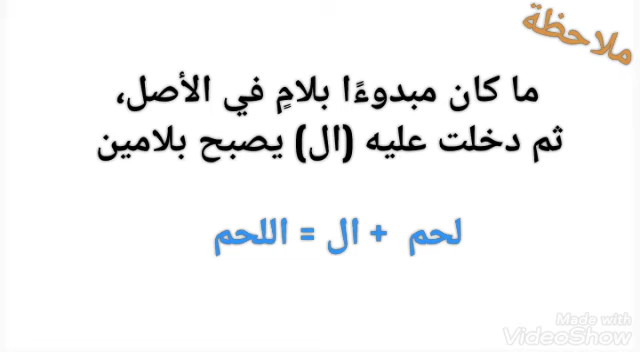 ملاحظة
ما كان مبدوءًا بلامٍ في الأصل،
ثم دخلت عليه (ال) يصبح بلامين
لحم + ال = اللحم
Made with
VideoShow